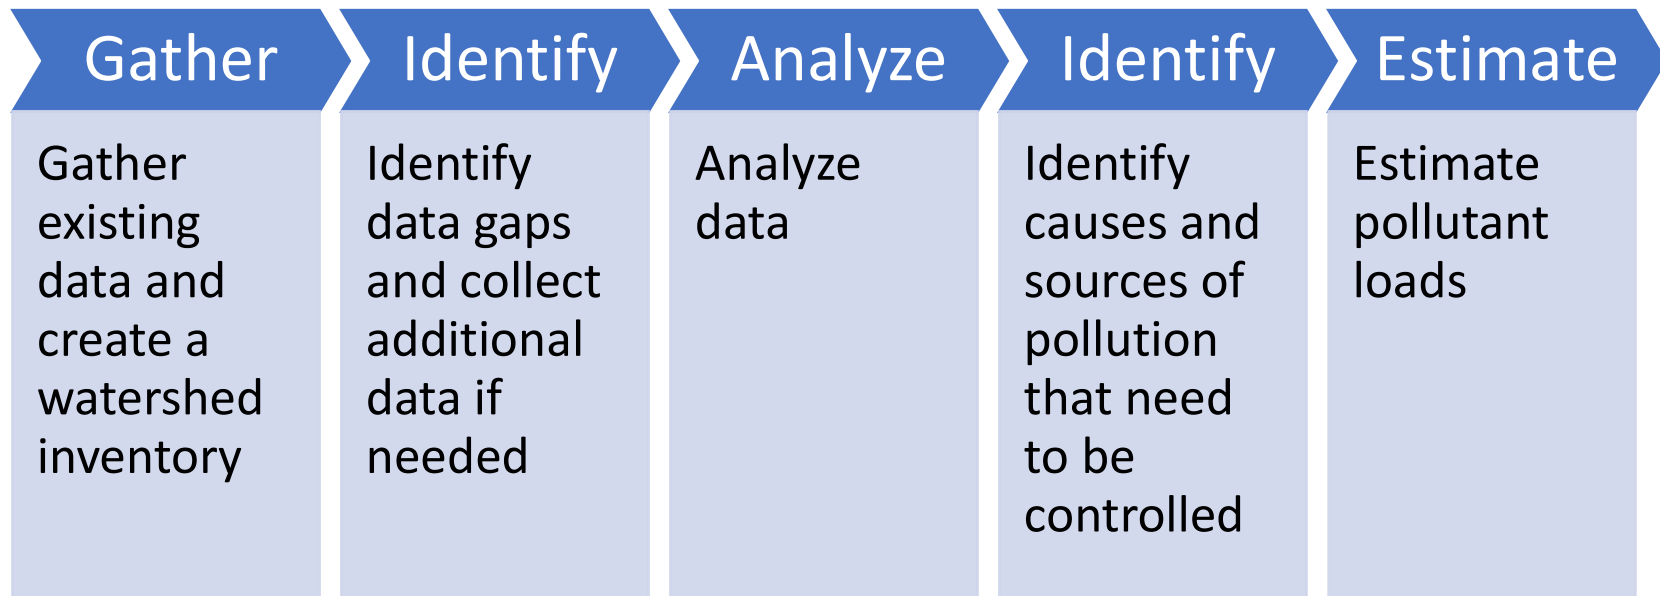 Gather
Gather
existing
data and
create a
watershed
inventory
Identify
Identify
data gaps
and collect
additional
data if
needed
Analyze
Analyze
data
Identify
Identify
causes and
sources of
pollution
that need
to be
controlled
Estimate
Estimate
pollutant
loads